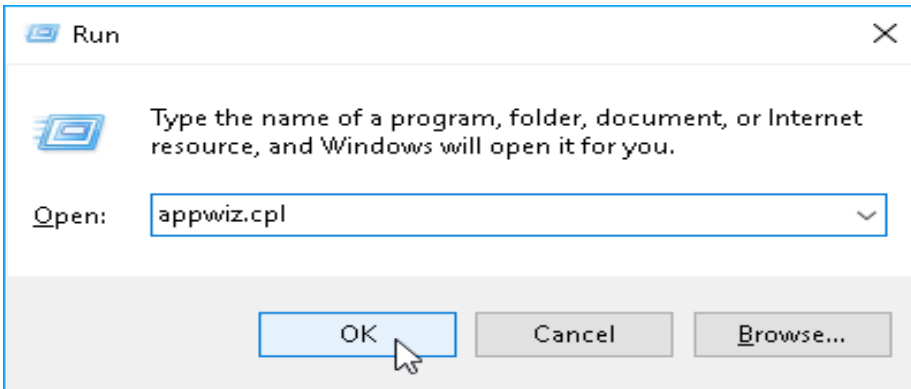 Run
Type the name of a program, folder, document, or Internet
resource, and Windows will open it for you.
Open: appwiz.cpl
OK Cancel Browse...